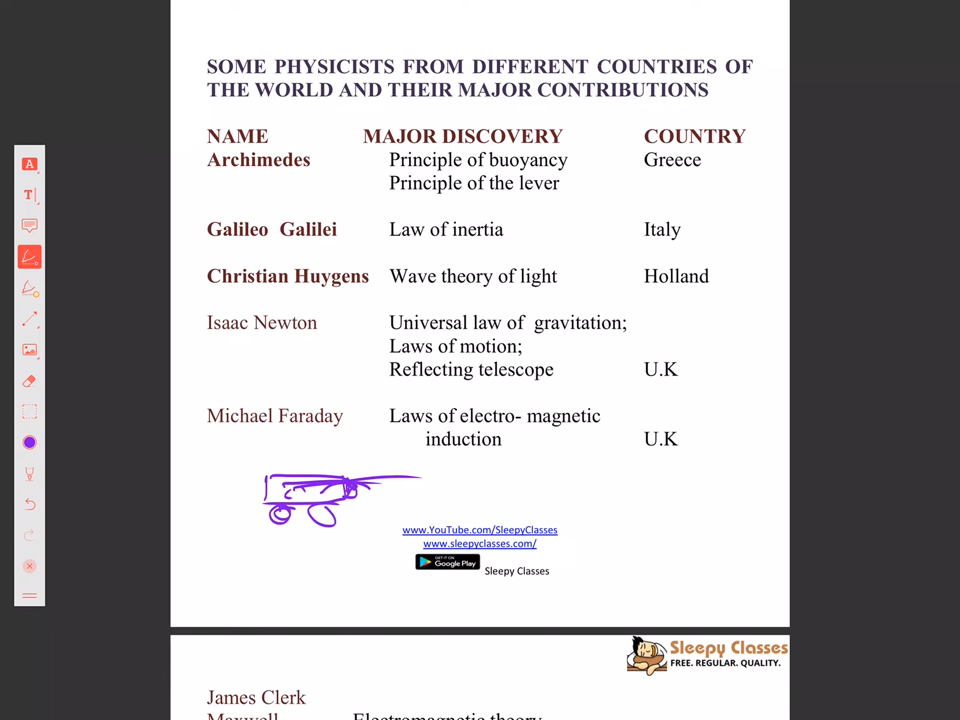 SOME PHYSICISTS FROM DIFFERENT COUNTRIES OF
THE WORLD AND THEIR MAJOR CONTRIBUTIONS
NAME MAJOR DISCOVERY COUNTRY
Archimedes Principle of buoyancy Greece
Principle of the lever
Galileo Galilei Law of inertia Italy
Christian Huygens Wave theory of light Holland
Isaac Newton Universal law of gravitation;
Laws of motion;
Reflecting telescope U.K
Michael Faraday Laws of electro- magnetic
induction U.K
www.YouTube.com/SleepyClasses
www.sleepyclasses.com/
GET IT ON
Google Play Sleepy Classes
Sleepy Classes
FREE. REGULAR. QUALITY.
James Clerk
Maxwell Electromagnetic theory
A
T